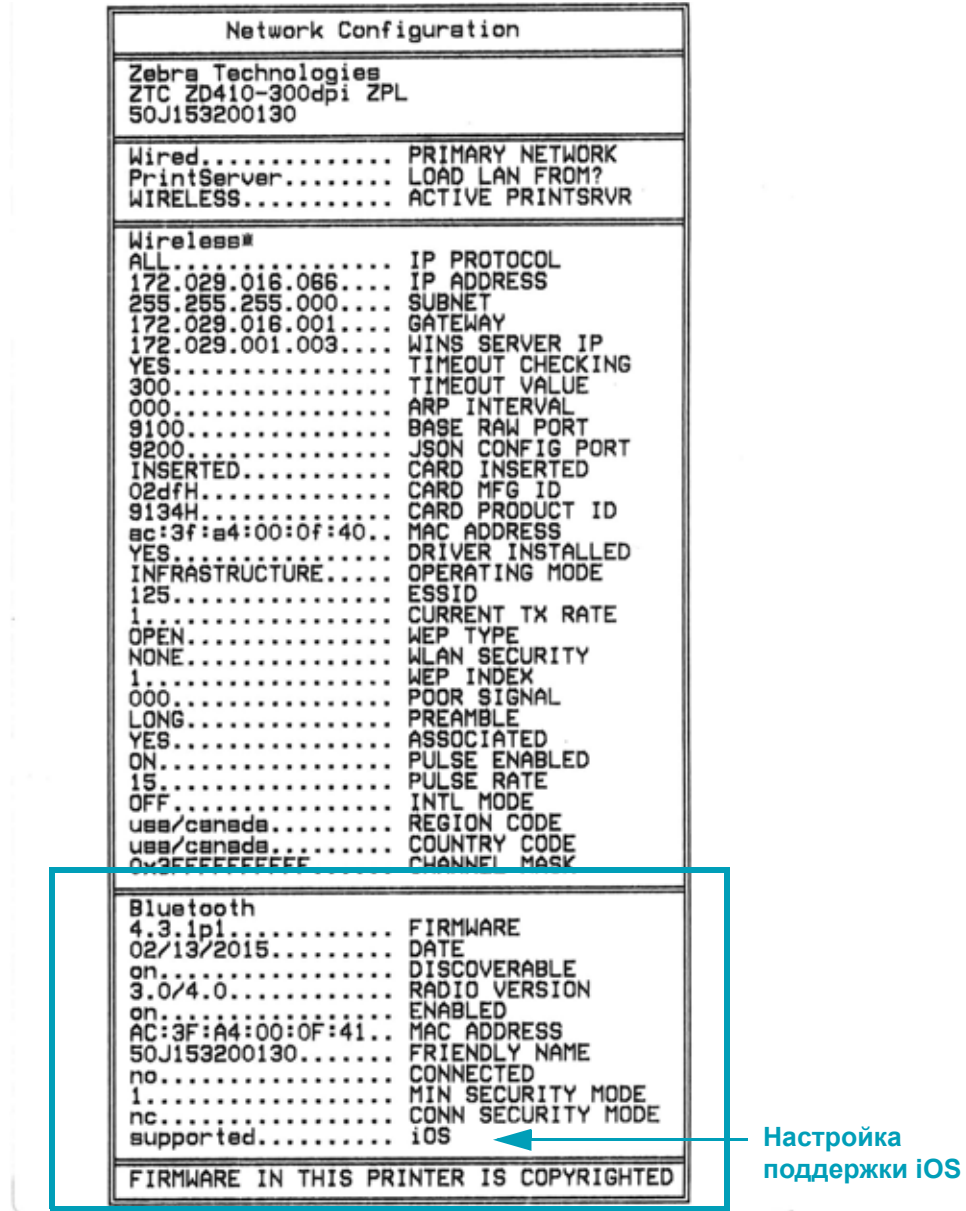 Network Configuration
Zebra Technologies
ZTC ZD410-300dpi ZPL
50J153200130
Wired.............. PRIMARY NETWORK
PrintServer........ LOAD LAN FROM?
WIRELESS........... ACTIVE PRINTSRVR
Wireless#
ALL................ IP PROTOCOL
172.029.016.066.... IP ADDRESS
255.255.255.000.... SUBNET
172.029.016.001.... GATEWAY
172.029.001.003.... WINS SERVER IP
YES................ TIMEOUT CHECKING
300................ TIMEOUT VALUE
000................ ARP INTERVAL
9100............... BASE RAW PORT
9200............... JSON CONFIG PORT
INSERTED........... CARD INSERTED
02dfH.............. CARD MFG ID
9134H.............. CARD PRODUCT ID
ac:3f:a4:00:0f:40.. MAC ADDRESS
YES................ DRIVER INSTALLED
INFRASTRUCTURE..... OPERATING MODE
125................ ESSID
1.................. CURRENT TX RATE
OPEN............... WEP TYPE
NONE............... WLAN SECURITY
1.................. WEP INDEX
000................ POOR SIGNAL
LONG............... PREAMBLE
YES................ ASSOCIATED
ON................. PULSE ENABLED
15................. PULSE RATE
OFF................ INTL MODE
usa/canada......... REGION CODE
usa/canada......... COUNTRY CODE
0x3FFFFFFFFFF...... CHANNEL MASK
Bluetooth
4.3.1p1............ FIRMWARE
02/13/2015......... DATE
on................. DISCOVERABLE
3.0/4.0............ RADIO VERSION
on................. ENABLED
AC:3F:A4:00:0F:41.. MAC ADDRESS
50J153200130....... FRIENDLY NAME
no................. CONNECTED
1.................. MIN SECURITY MODE
nc................. CONN SECURITY MODE
supported.......... iOS
Настройка
поддержки iOS
FIRMWARE IN THIS PRINTER IS COPYRIGHTED